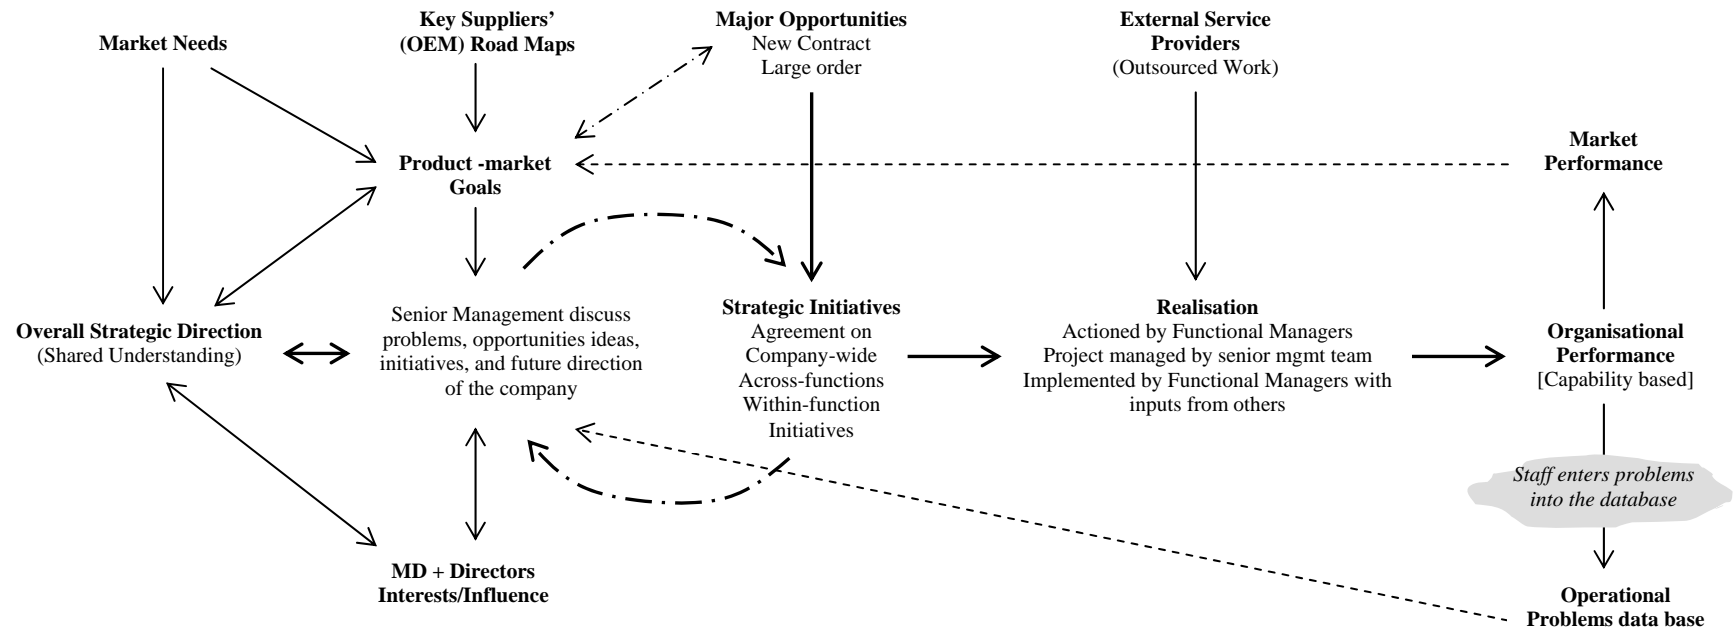 Market Needs
Key Suppliers’
(OEM) Road Maps
Major Opportunities
New Contract
Large order
External Service
Providers
(Outsourced Work)
Product -market
Goals
Market
Performance
Overall Strategic Direction
(Shared Understanding)
Senior Management discuss
problems, opportunities ideas,
initiatives, and future direction
of the company
Strategic Initiatives
Agreement on
Company-wide
Across-functions
Within-function
Initiatives
Realisation
Actioned by Functional Managers
Project managed by senior mgmt team
Implemented by Functional Managers with
inputs from others
Organisational
Performance
[Capability based]
Staff enters problems
into the database
MD + Directors
Interests/Influence
Operational
Problems data base